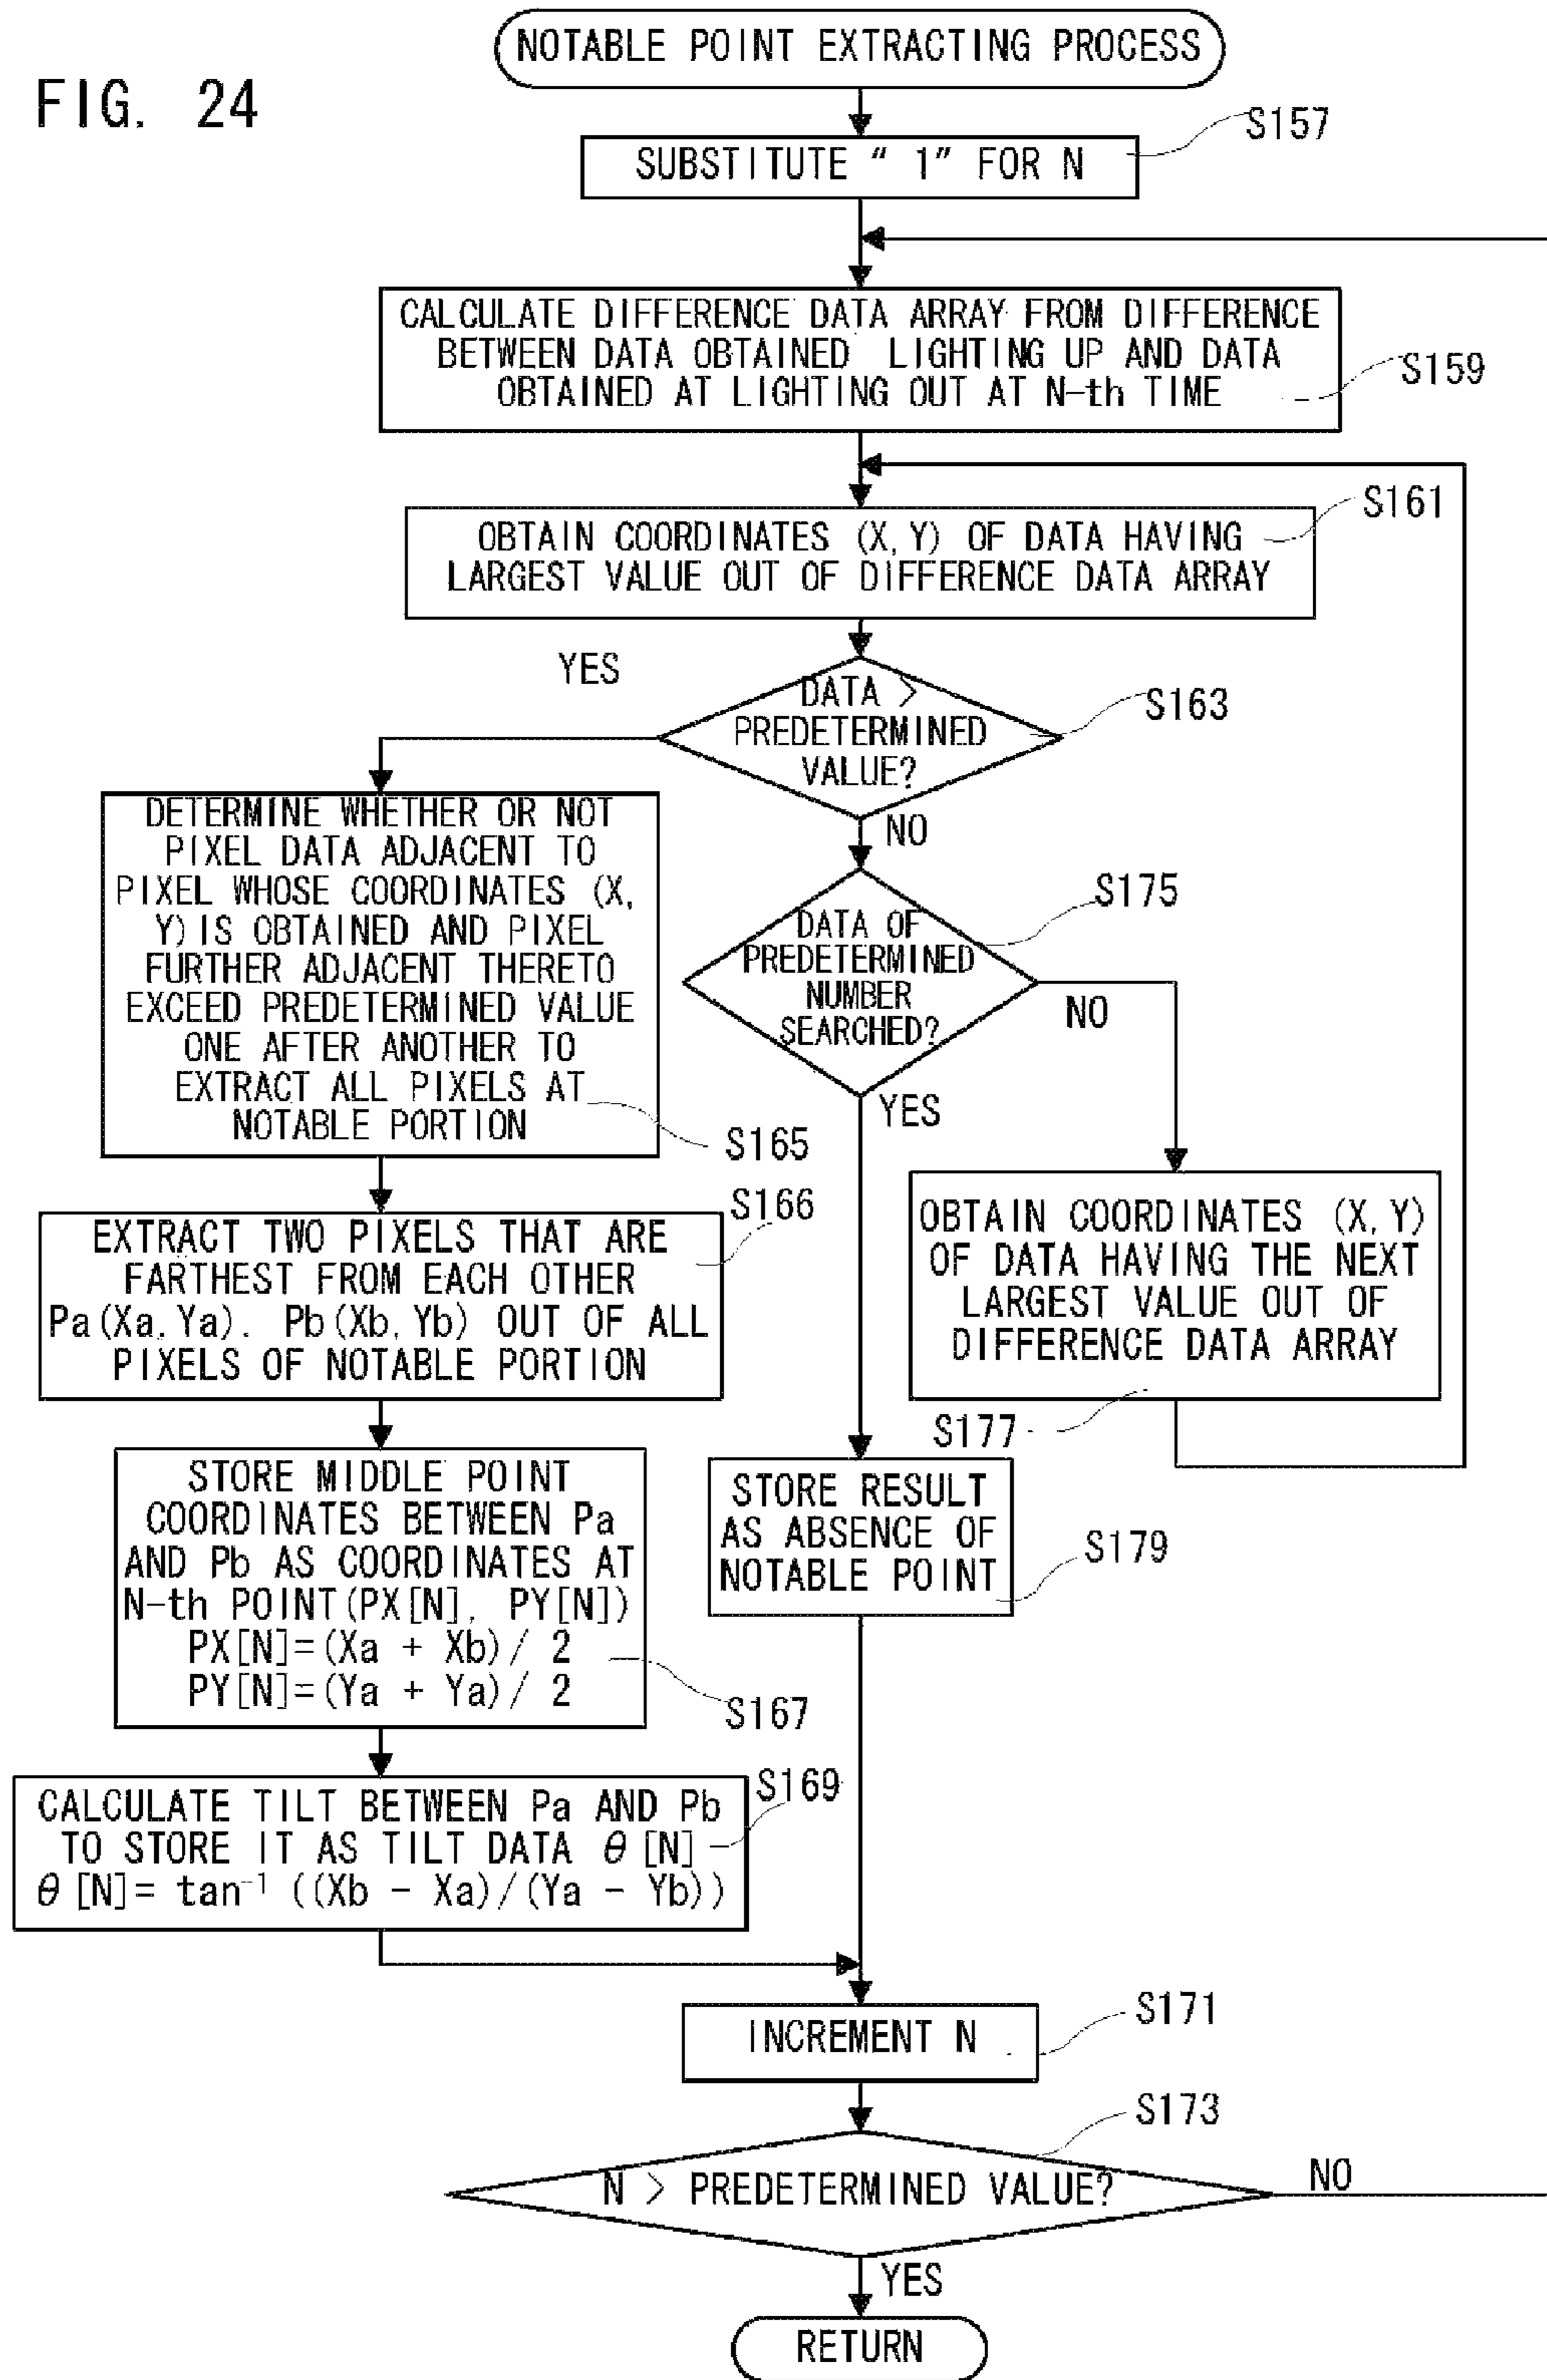 FIG. 24
NOTABLE POINT EXTRACTING PROCESS
S157
SUBSTITUTE “ 1” FOR N
CALCULATE DIFFERENCE DATA ARRAY FROM DIFFERENCE
BETWEEN DATA OBTAINED LIGHTING UP AND DATA
OBTAINED AT LIGHTING OUT AT N-th TIME
S159
OBTAIN COORDINATES (X, Y) OF DATA HAVING
LARGEST VALUE OUT OF DIFFERENCE DATA ARRAY
S161
YES
DATA >
PREDETERMINED
VALUE?
S163
NO
DETERMINE WHETHER OR NOT
PIXEL DATA ADJACENT TO
PIXEL WHOSE COORDINATES (X,
Y) IS OBTAINED AND PIXEL
FURTHER ADJACENT THERETO
EXCEED PREDETERMINED VALUE
ONE AFTER ANOTHER TO
EXTRACT ALL PIXELS AT
NOTABLE PORTION
S165
DATA OF
PREDETERMINED
NUMBER
SEARCHED?
S175
NO
YES
EXTRACT TWO PIXELS THAT ARE
FARTHEST FROM EACH OTHER
Pa(Xa, Ya). Pb(Xb, Yb) OUT OF ALL
PIXELS OF NOTABLE PORTION
S166
OBTAIN COORDINATES (X, Y)
OF DATA HAVING THE NEXT
LARGEST VALUE OUT OF
DIFFERENCE DATA ARRAY
S177
STORE MIDDLE POINT
COORDINATES BETWEEN Pa
AND Pb AS COORDINATES AT
N-th POINT(PX[N], PY[N])
PX[N]=(Xa + Xb)/ 2
PY[N]=(Ya + Ya)/ 2
S167
STORE RESULT
AS ABSENCE OF
NOTABLE POINT
S179
CALCULATE TILT BETWEEN Pa AND Pb
TO STORE IT AS TILT DATA θ [N]
θ [N]= tan⁻¹ ((Xb - Xa)/(Ya - Yb))
S169
INCREMENT N
S171
N > PREDETERMINED VALUE?
S173
NO
YES
RETURN